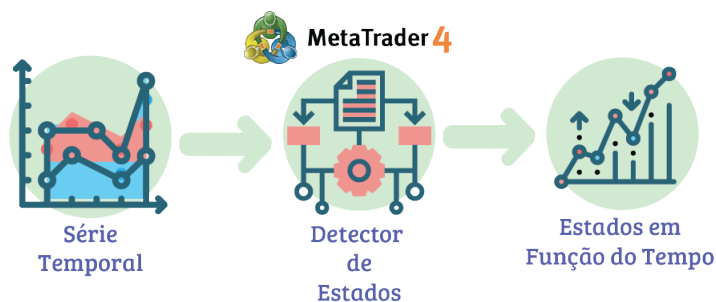 MetaTrader 4
Série
Temporal
Detector
de
Estados
Estados em
Função do Tempo